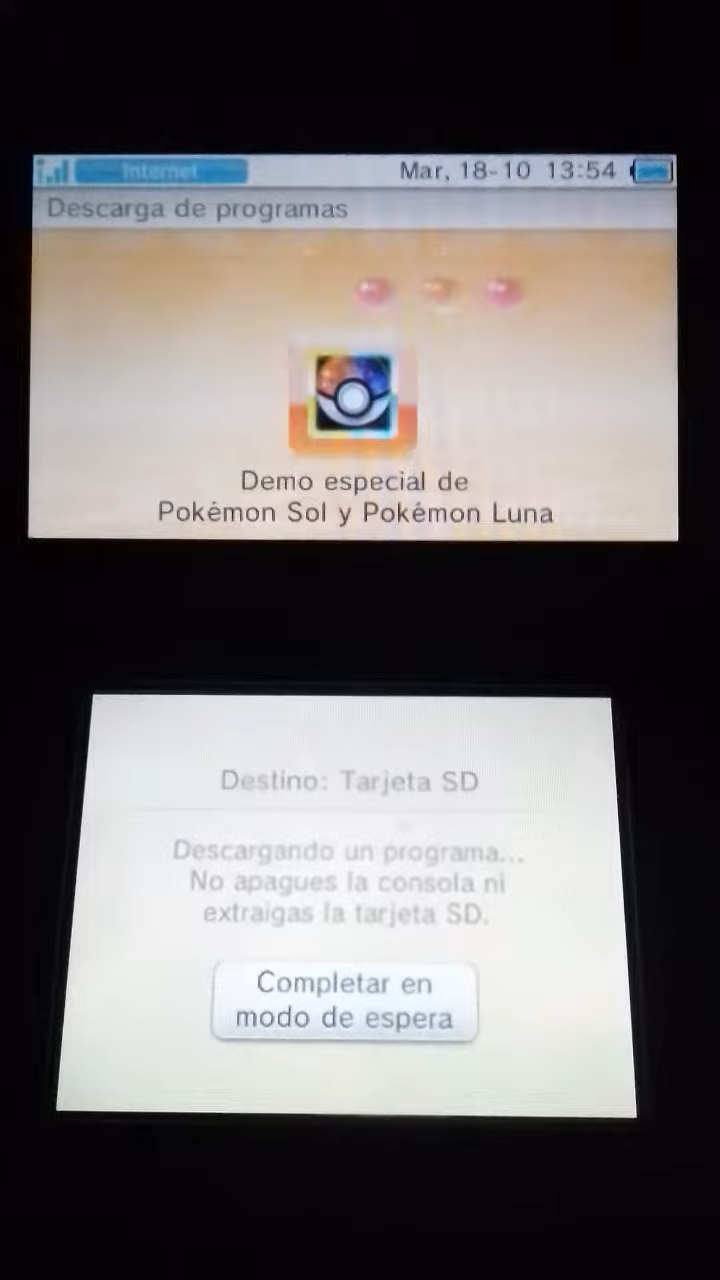 Internet
Mar, 18-10 13:54
Descarga de programas
Demo especial de
Pokémon Sol y Pokémon Luna
Destino: Tarjeta SD
Descargando un programa...
No apagues la consola ni
extraigas la tarjeta SD.
Completar en
modo de espera